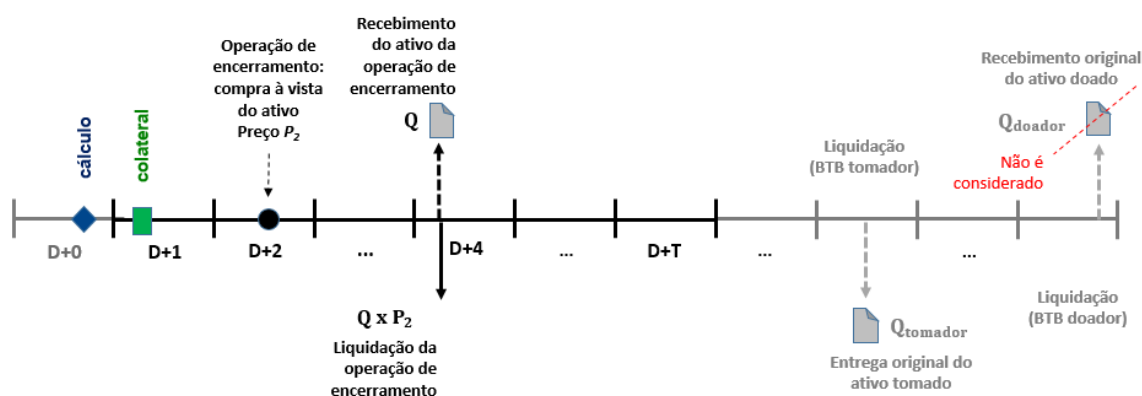 cálculo
colateral
Operação de
encerramento:
compra à vista
do ativo
Preço P₂
Recebimento
do ativo da
operação de
encerramento
Q
Liquidação
(BTB tomador)
Recebimento original
do ativo doado
Q doador
Não é
considerado
D+0
D+1
D+2
...
D+4
...
D+T
...
...
Q x P₂
Liquidação da
operação de
encerramento
Q tomador
Entrega original do
ativo tomado
Liquidação
(BTB doador)